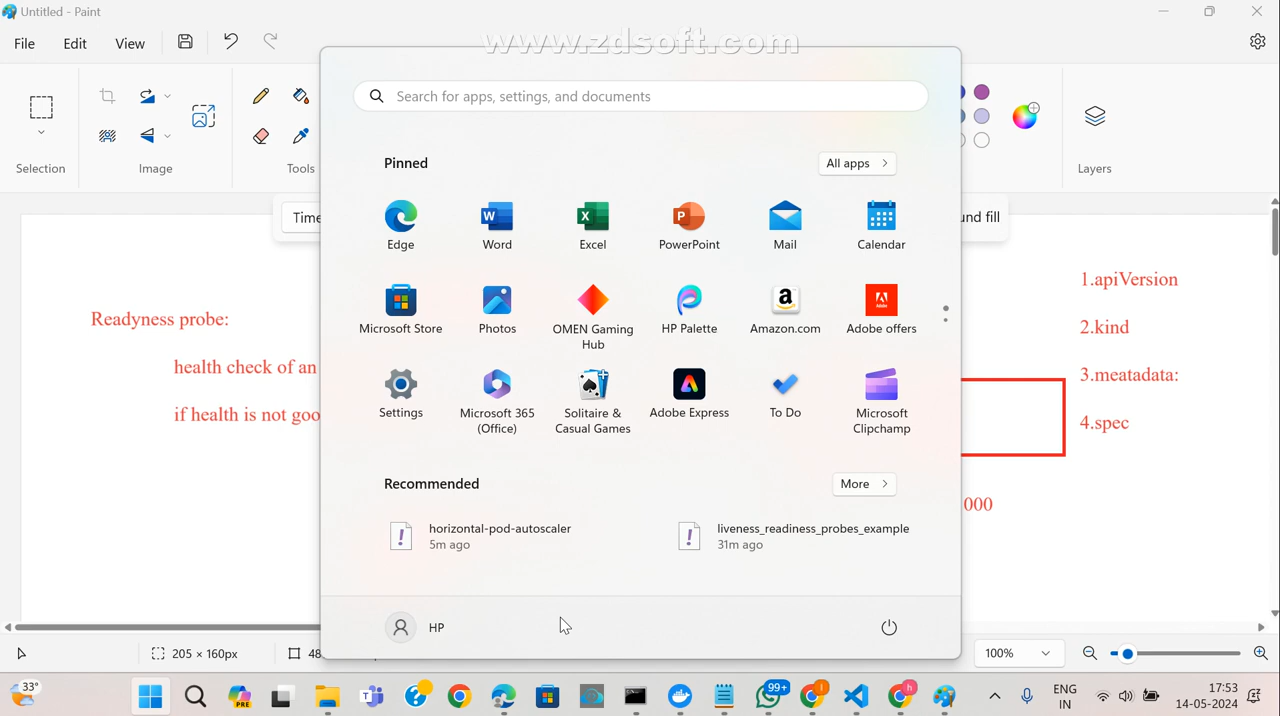 Untitled - Paint
www.zdsoft.com
File Edit View
Search for apps, settings, and documents
Selection
Image
Tools
Layers
Pinned
All apps
Time
und fill
Edge
Word
Excel
PowerPoint
Mail
Calendar
Microsoft Store
Photos
OMEN Gaming
Hub
HP Palette
Amazon.com
Adobe offers
Settings
Microsoft 365
(Office)
Solitaire &
Casual Games
Adobe Express
To Do
Microsoft
Clipchamp
Readyness probe:
health check of an
if health is not goo
1.apiVersion
2.kind
3.meatadata:
4.spec
000
Recommended
More
horizontal-pod-autoscaler
5m ago
liveness_readiness_probes_example
31m ago
HP
205 × 160px
48
100%
33°
PRE
99+
ENG
IN
17:53
14-05-2024